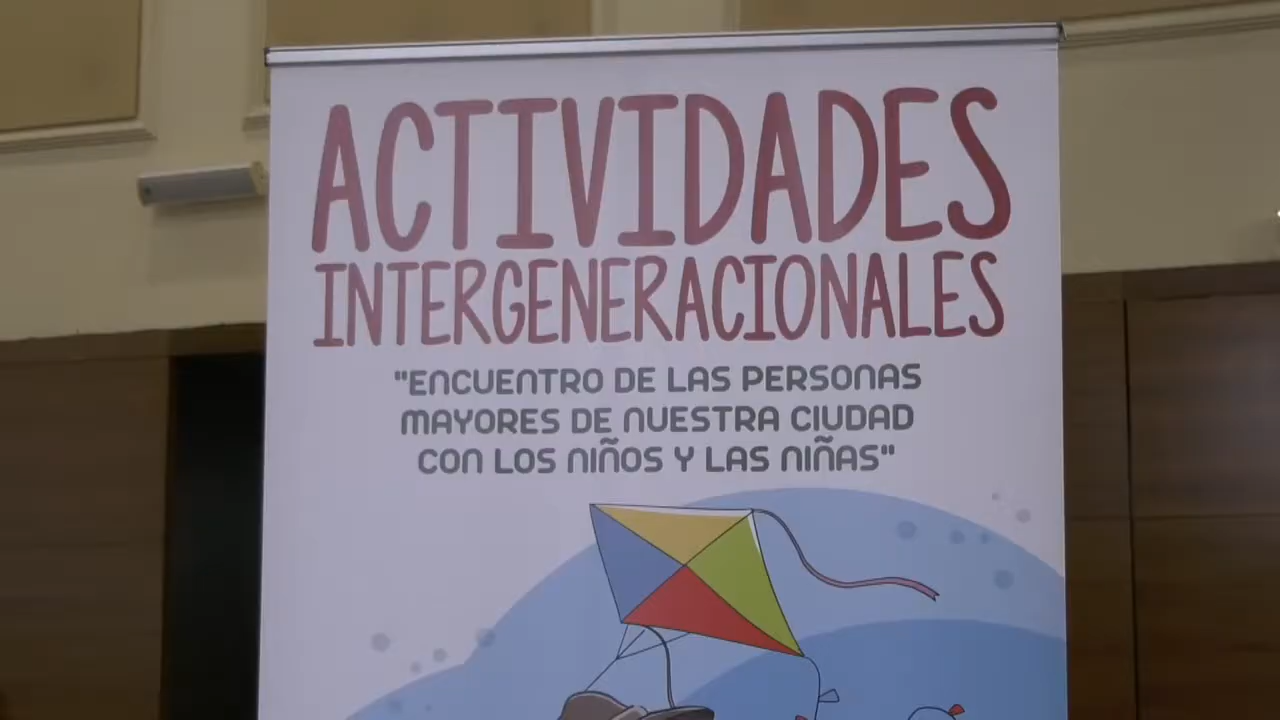 ACTIVIDADES
INTERGENERACIONALES
"ENCUENTRO DE LAS PERSONAS
MAYORES DE NUESTRA CIUDAD
CON LOS NIÑOS Y LAS NIÑAS"